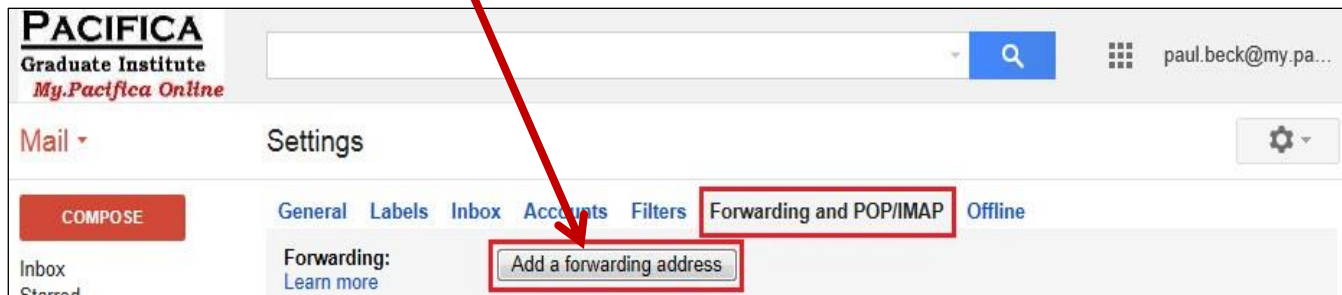 PACIFICA
Graduate Institute
My.Pacifica Online
paul.beck@my.pa...
Mail
Settings
COMPOSE
General Labels Inbox Accounts Filters Forwarding and POP/IMAP Offline
Forwarding: Add a forwarding address
Learn more
Inbox
Starred